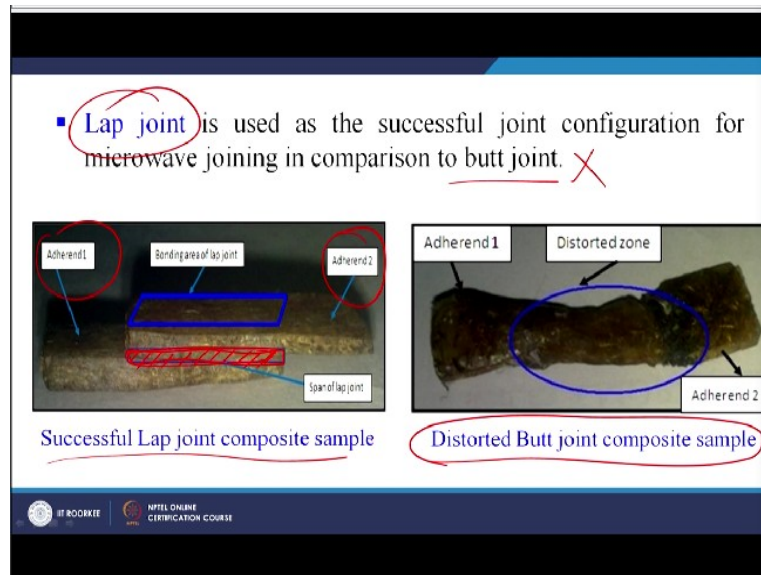 ▪ Lap joint is used as the successful joint configuration for
microwave joining in comparison to butt joint. X
Adherend 1
Bonding area of lap joint
Adherend 2
Span of lap joint
Successful Lap joint composite sample
Adherend 1
Distorted zone
Adherend 2
Distorted Butt joint composite sample
IIT ROORKEE
NPTEL ONLINE
CERTIFICATION COURSE